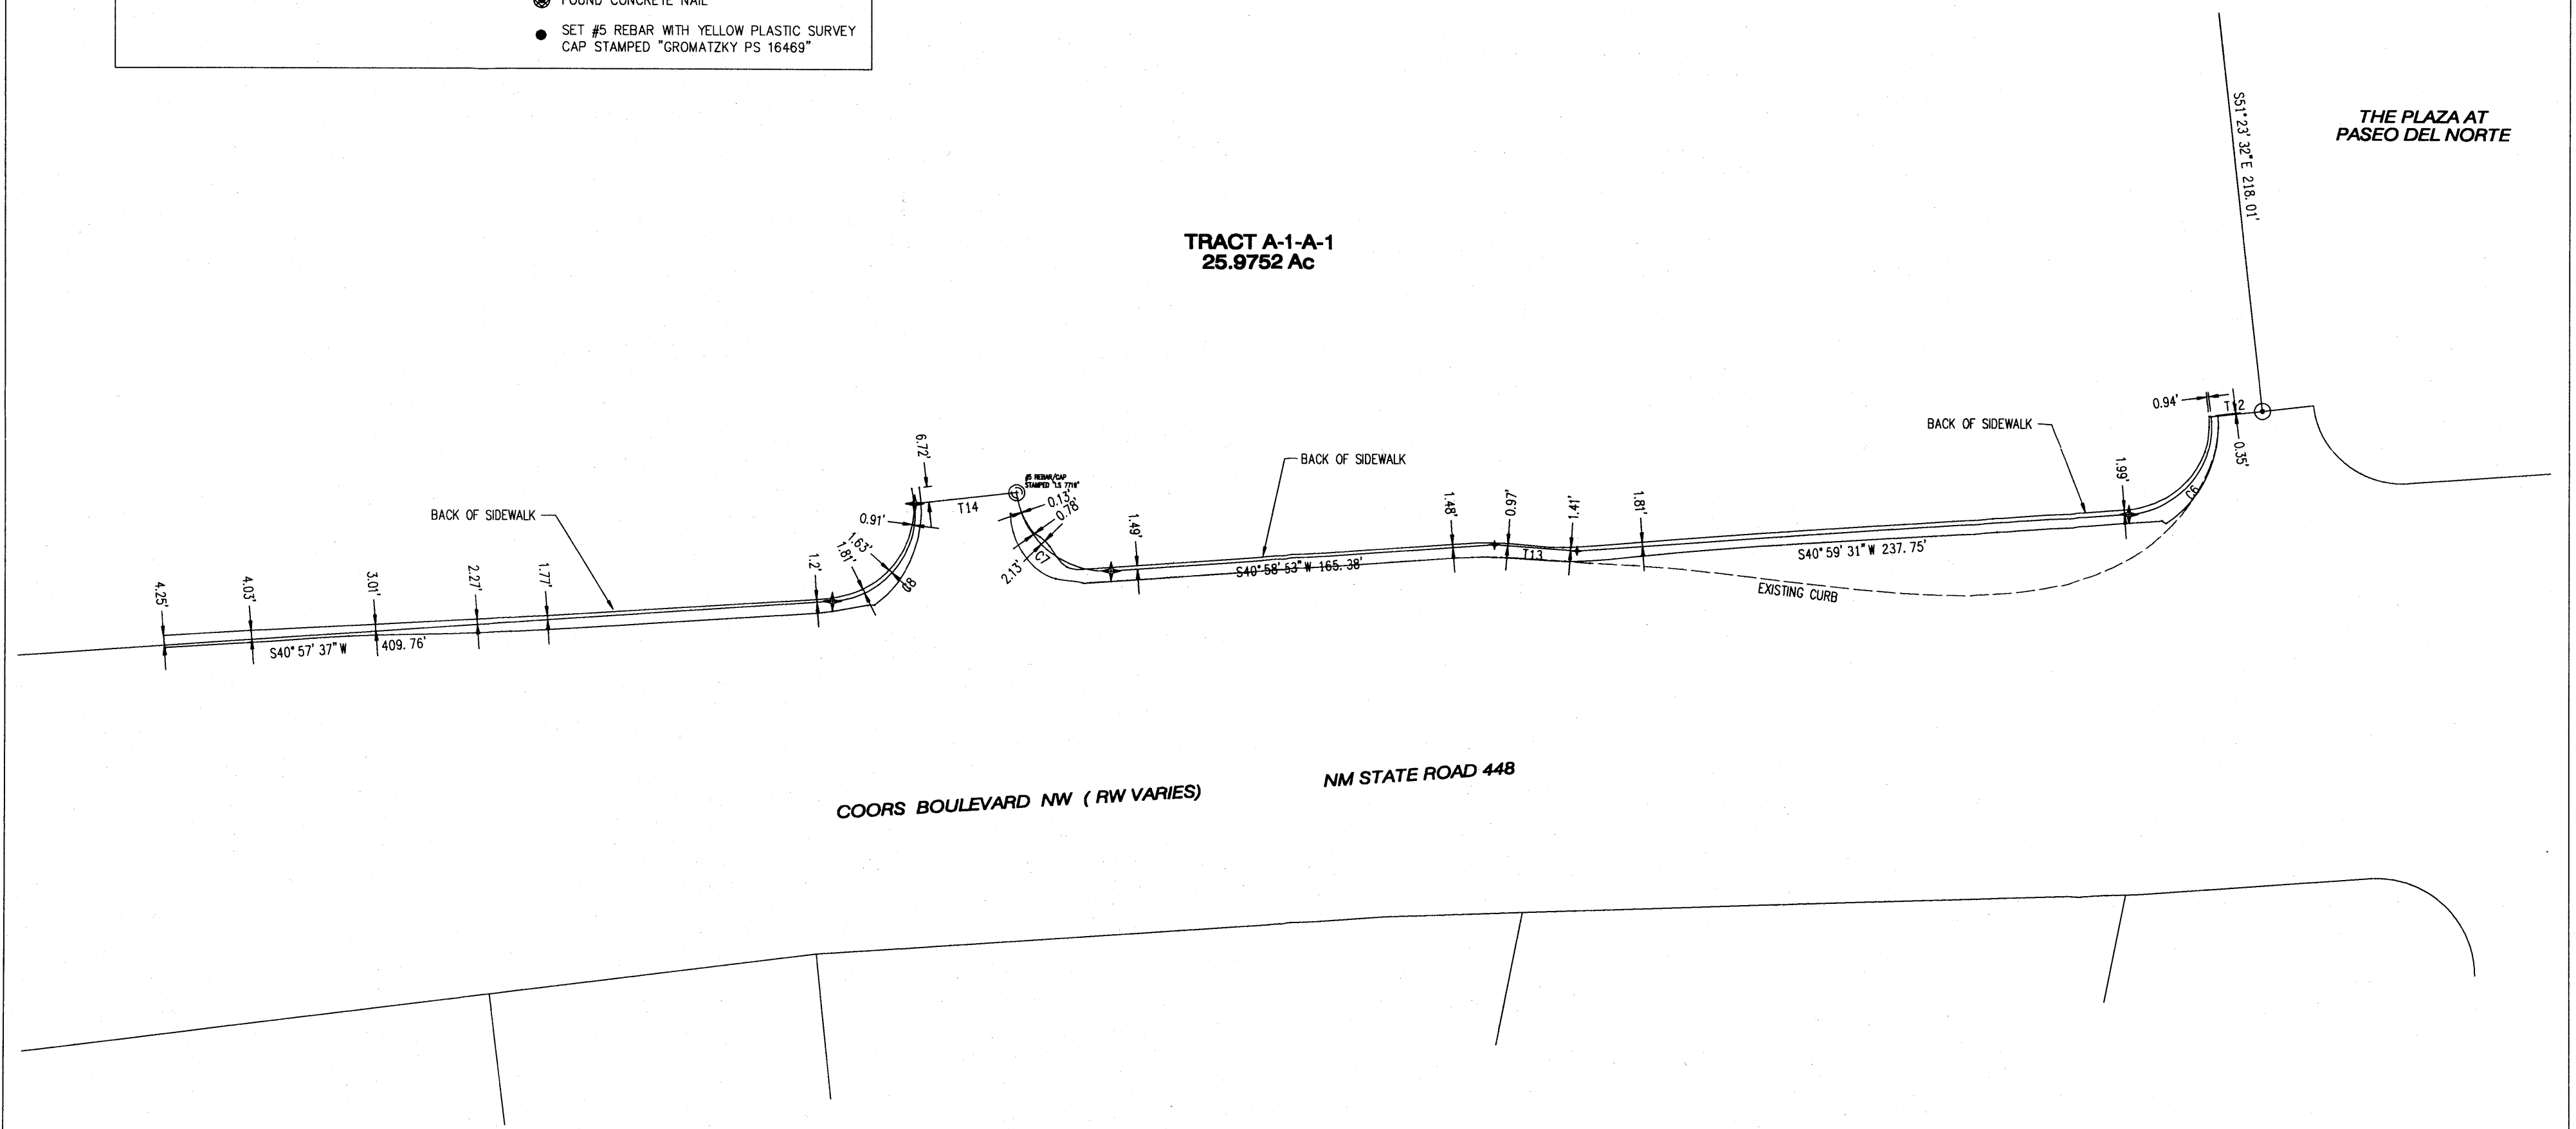 FOUND CONCRETE NAIL
SET #5 REBAR WITH YELLOW PLASTIC SURVEY
CAP STAMPED "GROMATZKY PS 16469"
S51°23'32"E 218.01'
THE PLAZA AT
PASEO DEL NORTE
TRACT A-1-A-1
25.9752 Ac
0.94'
T12
0.35'
BACK OF SIDEWALK
1.99'
C6
6.72'
#5 REBAR/CAP
STAMPED "LS 7719"
T14
0.13'
0.78'
C7
2.13'
0.91'
1.63'
1.81'
C8
BACK OF SIDEWALK
1.49'
1.48'
0.97'
1.41'
1.81'
T13
S40°58'53"W 165.38'
S40°59'31"W 237.75'
EXISTING CURB
BACK OF SIDEWALK
4.25'
4.03'
3.01'
2.27'
1.77'
1.2'
S40°57'37"W 409.76'
COORS BOULEVARD NW ( RW VARIES)
NM STATE ROAD 448